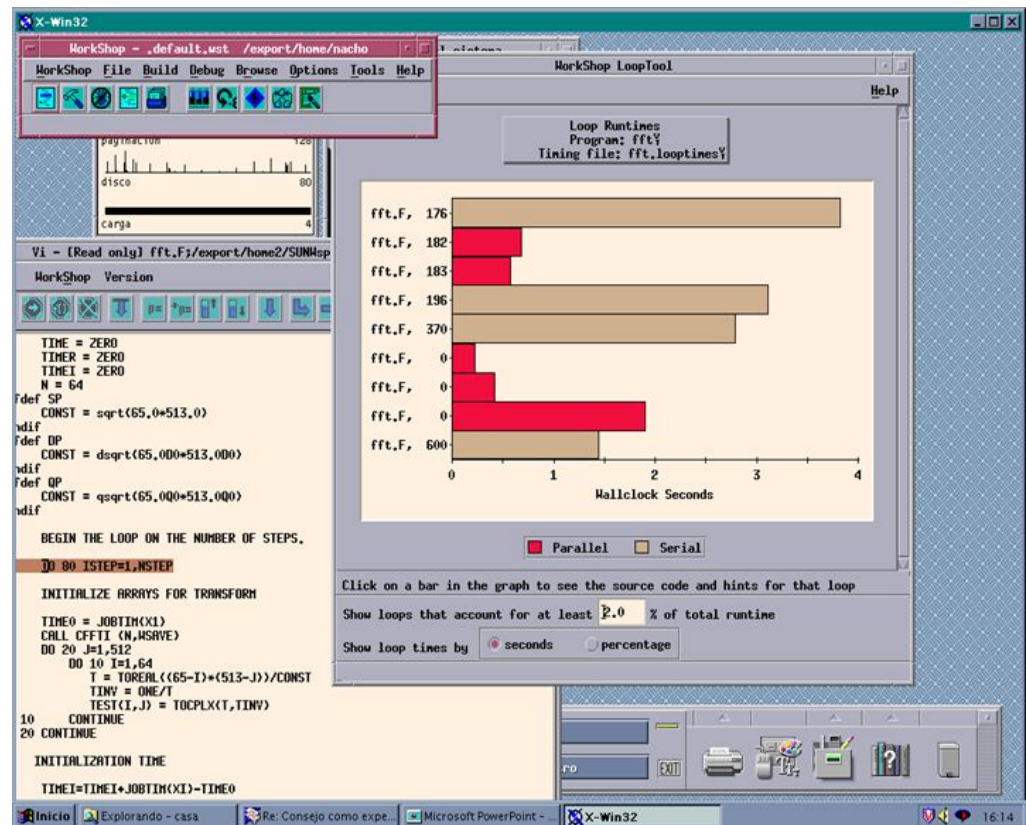 X-Win32
WorkShop - .default.wst /export/home/nacho
WorkShop File Build Debug Browse Options Tools Help
paginacion 128
disco 80
carga 4
WorkShop LoopTool
Help
Loop Runtimes
Program: fft
Timing file: fft.looptimes
fft.F, 176
fft.F, 182
fft.F, 183
fft.F, 196
fft.F, 370
fft.F, 0
fft.F, 0
fft.F, 0
fft.F, 600
0 1 2 3 4
Wallclock Seconds
Parallel Serial
Click on a bar in the graph to see the source code and hints for that loop
Show loops that account for at least 2.0 % of total runtime
Show loop times by seconds percentage
Vi - [Read only] fft.F;/export/home2/SUNWsp
WorkShop Version
TIME = ZERO
TIMER = ZERO
TIMEI = ZERO
N = 64
fdef SP
CONST = sqrt(65.0*513.0)
ndif
fdef DP
CONST = dsqrt(65.0D0*513.0D0)
ndif
fdef QP
CONST = qsqrt(65.0Q0*513.0Q0)
ndif
BEGIN THE LOOP ON THE NUMBER OF STEPS.
DO 80 ISTEP=1,NSTEP
INITIALIZE ARRAYS FOR TRANSFORM
TIME0 = JOBTIM(X1)
CALL CFFTI (N,WSAVE)
DO 20 J=1,512
DO 10 I=1,64
T = TOREAL((65-I)*(513-J))/CONST
TINV = ONE/T
TEST(I,J) = TOCPLX(T,TINV)
10 CONTINUE
20 CONTINUE
INITIALIZATION TIME
TIMEI=TIMEI+JOBTIM(XI)-TIME0
ro EXIT
Inicio Explorando - casa Re: Consejo como expe... Microsoft PowerPoint - ... X-Win32 16:14